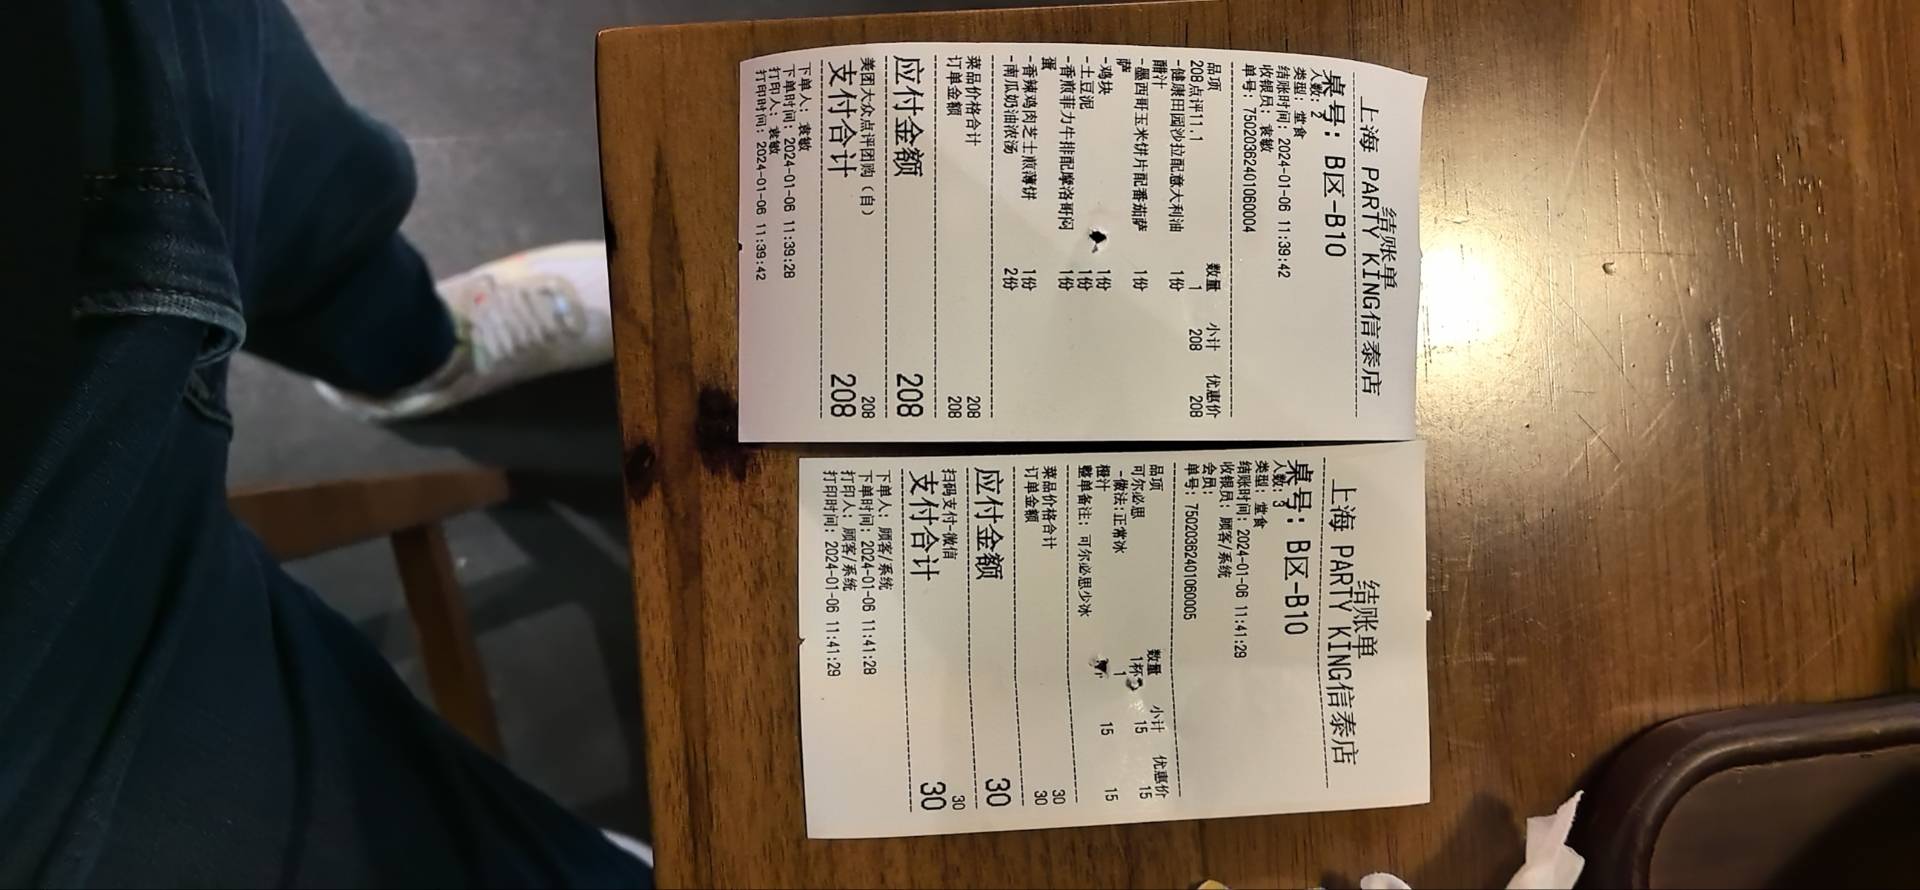 结账单
上海 PARTY KING信泰店
桌号: B区-B10
人数: 2
类型: 堂食
结账时间: 2024-01-06 11:39:42
收银员: 袁敏
单号: 7502036240106004
品项 数量 小计 优惠价
208点评11.1 1 208 208
-健康田园沙拉配意大利油 1份
醋汁
-墨西哥玉米饼片配番茄萨 1份
萨
-鸡块 1份
-土豆泥 1份
-香煎菲力牛排配摩洛哥闷 1份
蛋
-香辣鸡肉芝士煎薄饼 1份
-南瓜奶油浓汤 2份
菜品价格合计 208
订单金额 208
应付金额 208
美团大众点评团购(自) 208
支付合计 208
下单人: 袁敏
下单时间: 2024-01-06 11:39:28
打印人: 袁敏
打印时间: 2024-01-06 11:39:42
结账单
上海 PARTY KING信泰店
桌号: B区-B10
人数: 3
类型: 堂食
结账时间: 2024-01-06 11:41:29
收银员: 顾客/系统
会员:
单号: 7502036240106005
品项 数量 小计 优惠价
可尔必思 1杯 15 15
-做法:正常冰
橙汁 1 15 15
整单备注: 可尔必思少冰
菜品价格合计 30
订单金额 30
应付金额 30
扫码支付-微信 30
支付合计 30
下单人: 顾客/系统
下单时间: 2024-01-06 11:41:28
打印人: 顾客/系统
打印时间: 2024-01-06 11:41:29